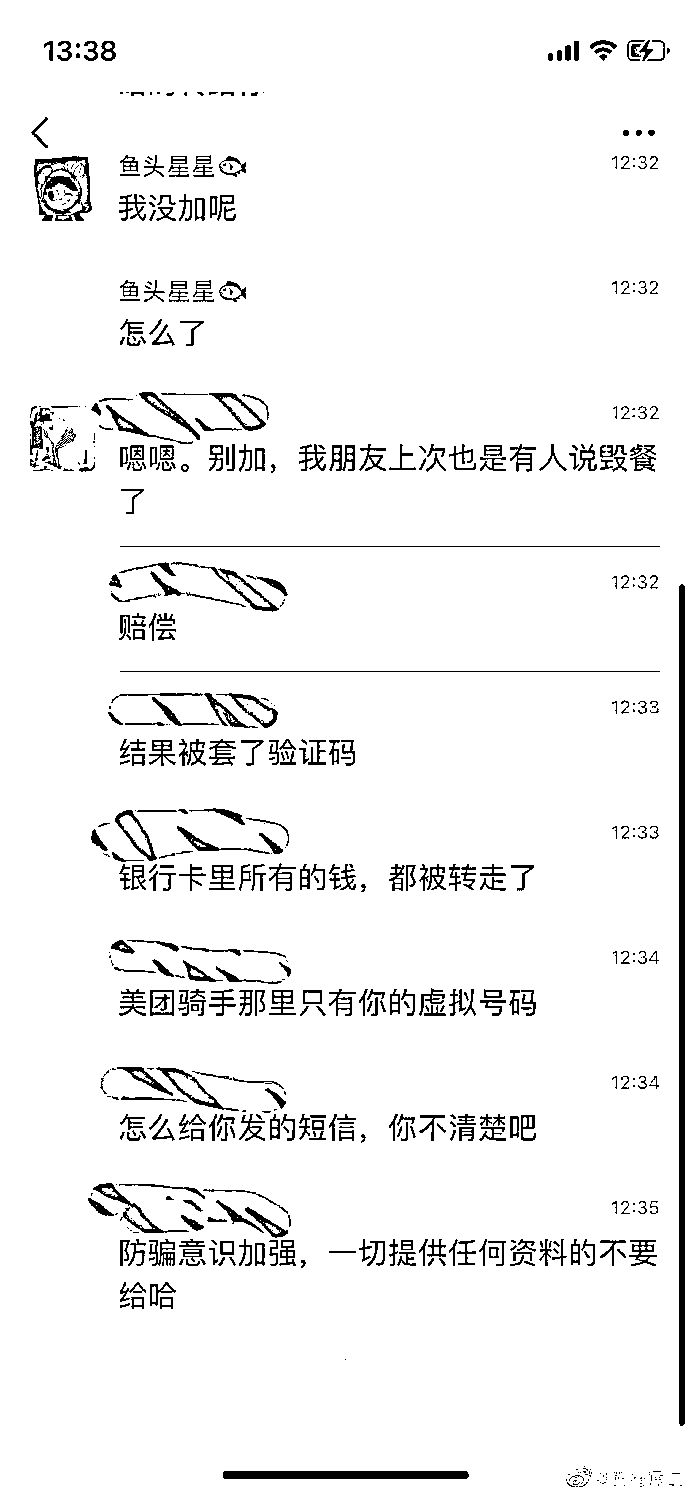 13:38
鱼头星星🐟
12:32
我没加呢
鱼头星星🐟
12:32
怎么了
12:32
嗯嗯。别加，我朋友上次也是有人说毁餐
了
12:32
赔偿
12:33
结果被套了验证码
12:33
银行卡里所有的钱，都被转走了
12:34
美团骑手那里只有你的虚拟号码
12:34
怎么给你发的短信，你不清楚吧
12:35
防骗意识加强，一切提供任何资料的不要
给哈